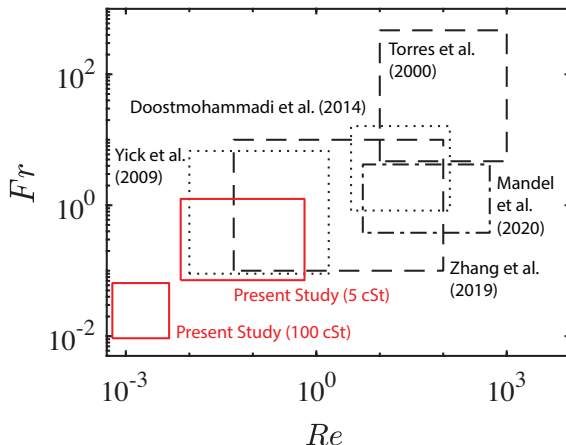 Torres et al.
(2000)
Doostmohammadi et al. (2014)
Yick et al.
(2009)
Mandel
et al.
(2020)
Zhang et al.
(2019)
Present Study (5 cSt)
Present Study (100 cSt)
Fr
10^2
10^0
10^-2
10^-3
10^0
10^3
Re